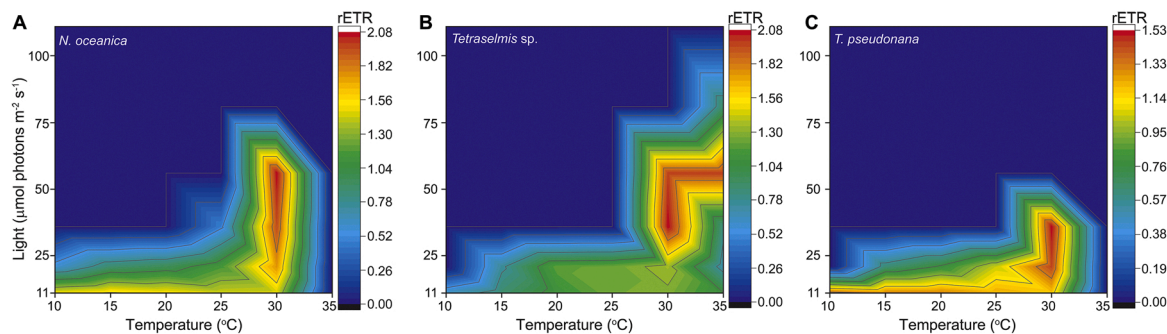 A
N. oceanica
rETR
2.08
1.82
1.56
1.30
1.04
0.78
0.52
0.26
0.00
100
75
50
25
11
Light (μmol photons m⁻² s⁻¹)
10 15 20 25 30 35
Temperature (°C)
B
Tetraselmis sp.
rETR
2.08
1.82
1.56
1.30
1.04
0.78
0.52
0.26
0.00
100
75
50
25
11
10 15 20 25 30 35
Temperature (°C)
C
T. pseudonana
rETR
1.53
1.33
1.14
0.95
0.76
0.57
0.38
0.19
0.00
100
75
50
25
11
10 15 20 25 30 35
Temperature (°C)